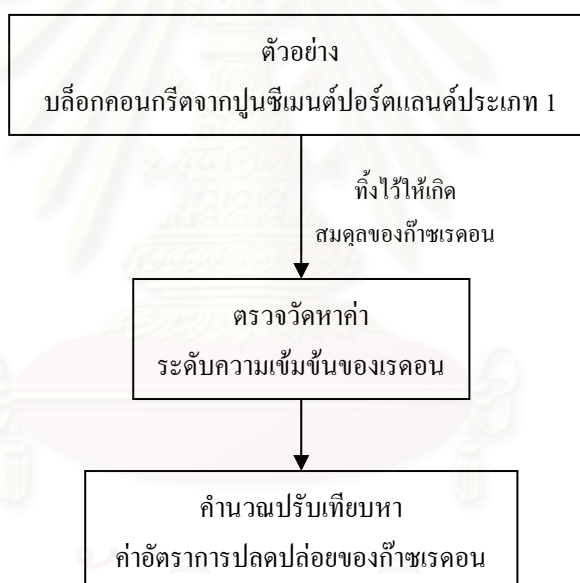 ตัวอย่าง
บล็อกคอนกรีตจากปูนซีเมนต์ปอร์ตแลนด์ประเภท 1
ทิ้งไว้ให้เกิด
สมดุลของก๊าซเรดอน
ตรวจวัดหาค่า
ระดับความเข้มข้นของเรดอน
คำนวณปรับเทียบหา
ค่าอัตราการปลดปล่อยของก๊าซเรดอน